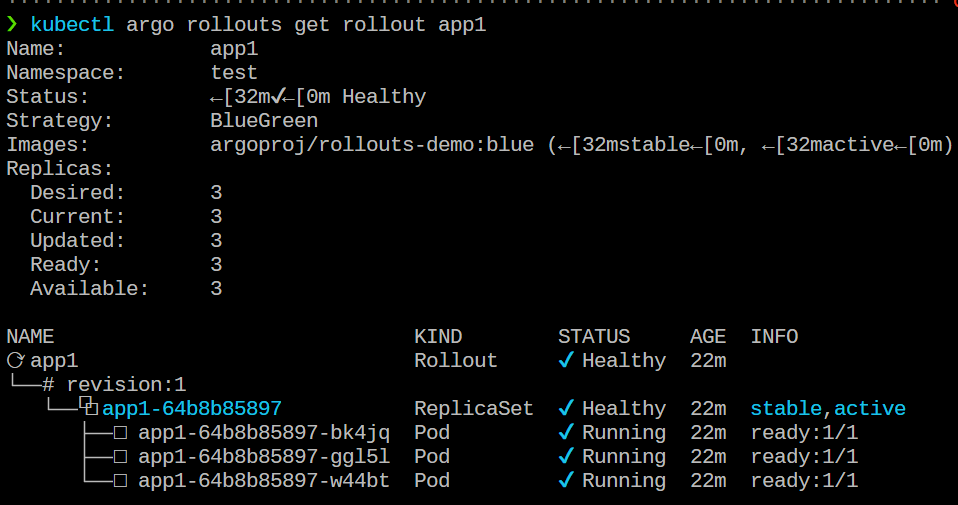 ❯ kubectl argo rollouts get rollout app1
Name:            app1
Namespace:       test
Status:          ←[32m✔←[0m Healthy
Strategy:        BlueGreen
Images:          argoproj/rollouts-demo:blue (←[32mstable←[0m, ←[32mactive←[0m)
Replicas:
  Desired:       3
  Current:       3
  Updated:       3
  Ready:         3
  Available:     3
NAME                              KIND        STATUS     AGE  INFO
⟳ app1                            Rollout     ✔ Healthy  22m
└──# revision:1
   └──⧉ app1-64b8b85897           ReplicaSet  ✔ Healthy  22m  stable,active
      ├──□ app1-64b8b85897-bk4jq  Pod         ✔ Running  22m  ready:1/1
      ├──□ app1-64b8b85897-ggl5l  Pod         ✔ Running  22m  ready:1/1
      └──□ app1-64b8b85897-w44bt  Pod         ✔ Running  22m  ready:1/1